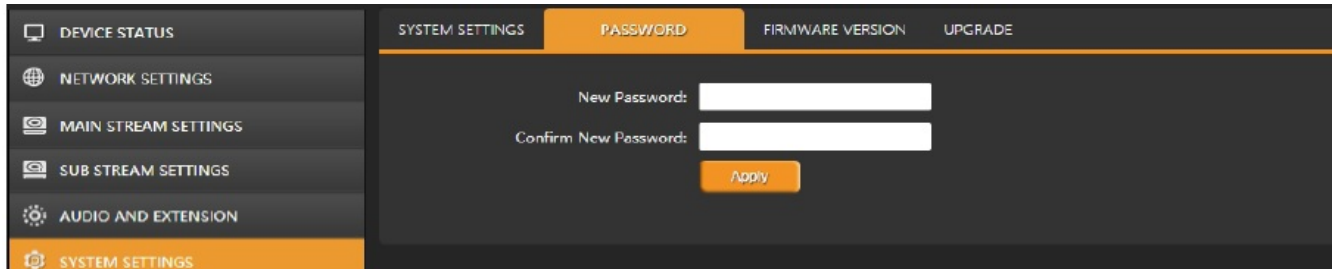 DEVICE STATUS
NETWORK SETTINGS
MAIN STREAM SETTINGS
SUB STREAM SETTINGS
AUDIO AND EXTENSION
SYSTEM SETTINGS
SYSTEM SETTINGS PASSWORD FIRMWARE VERSION UPGRADE
New Password:
Confirm New Password:
Apply